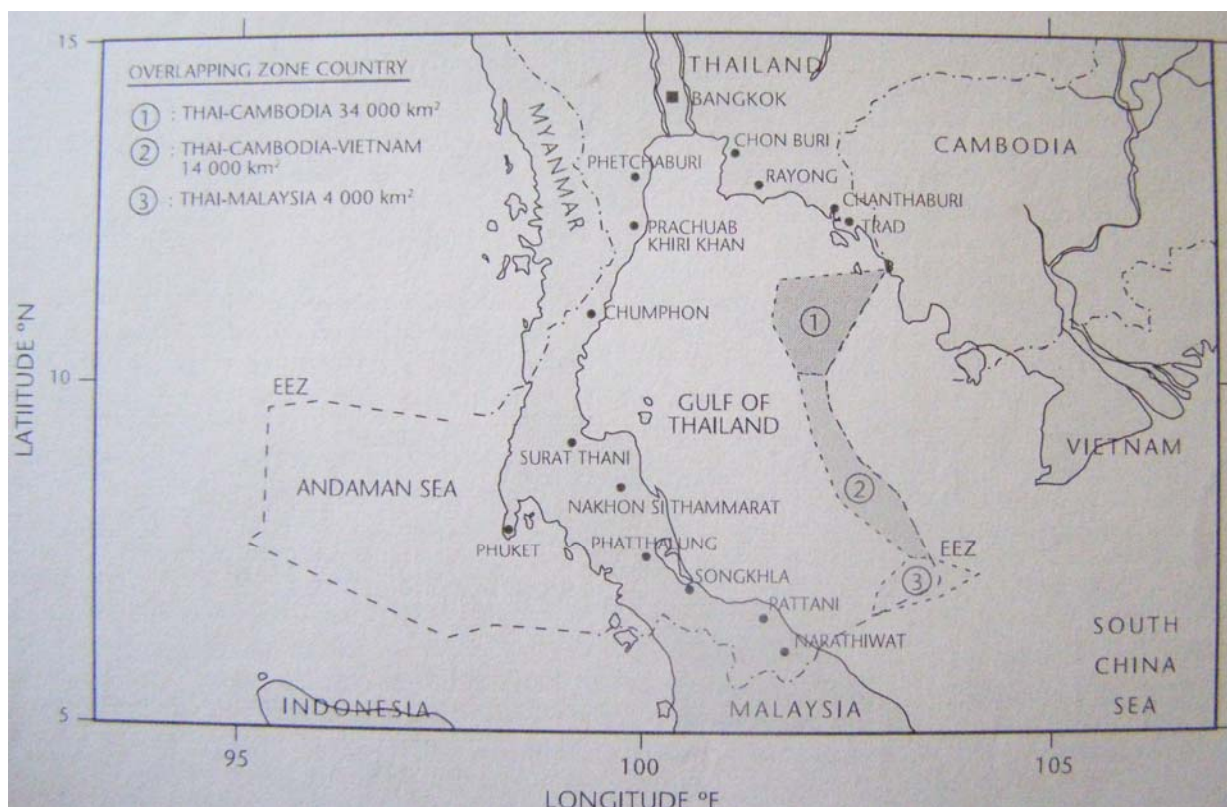 15
10
5
LATIITUDE ºN
OVERLAPPING ZONE COUNTRY
① : THAI-CAMBODIA 34 000 km²
② : THAI-CAMBODIA-VIETNAM
14 000 km²
③ : THAI-MALAYSIA 4 000 km²
MYANMAR
THAILAND
BANGKOK
CHON BURI
PHETCHABURI
RAYONG
CAMBODIA
CHANTHABURI
TRAD
PRACHUAB
KHIRI KHAN
CHUMPHON
①
EEZ
GULF OF
THAILAND
VIETNAM
SURAT THANI
ANDAMAN SEA
②
NAKHON SI THAMMARAT
PHUKET
PHATTHALUNG
EEZ
③
SONGKHLA
PATTANI
NARATHIWAT
SOUTH
CHINA
SEA
INDONESIA
MALAYSIA
95
100
105
LONGITUDE ºE